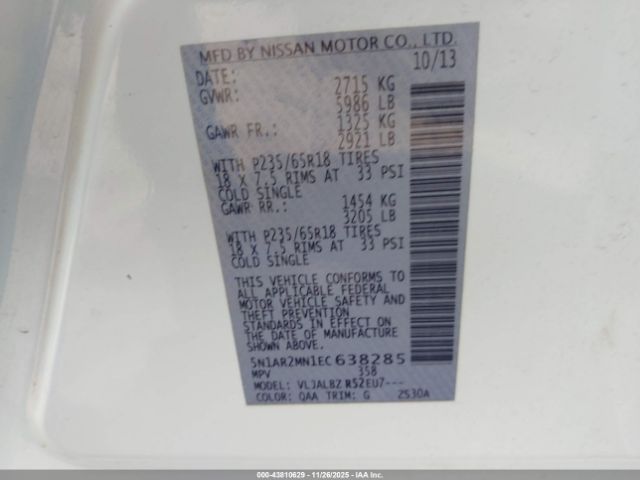 MFD BY NISSAN MOTOR CO., LTD.
DATE: 10/13
GVWR: 2715 KG
5986 LB
GAWR FR.: 1325 KG
2921 LB
WITH P235/65R18 TIRES
18 X 7.5 RIMS AT 33 PSI
COLD SINGLE
GAWR RR.: 1454 KG
3205 LB
WITH P235/65R18 TIRES
18 X 7.5 RIMS AT 33 PSI
COLD SINGLE
THIS VEHICLE CONFORMS TO
ALL APPLICABLE FEDERAL
MOTOR VEHICLE SAFETY AND
THEFT PREVENTION
STANDARDS IN EFFECT ON
THE DATE OF MANUFACTURE
SHOWN ABOVE.
5N1AR2MN1EC 638285
MPV 358
MODEL: VLJALBZ R52EU7---
COLOR: QAA TRIM: G 2530A
000-43810629 - 11/26/2025 - IAA Inc.